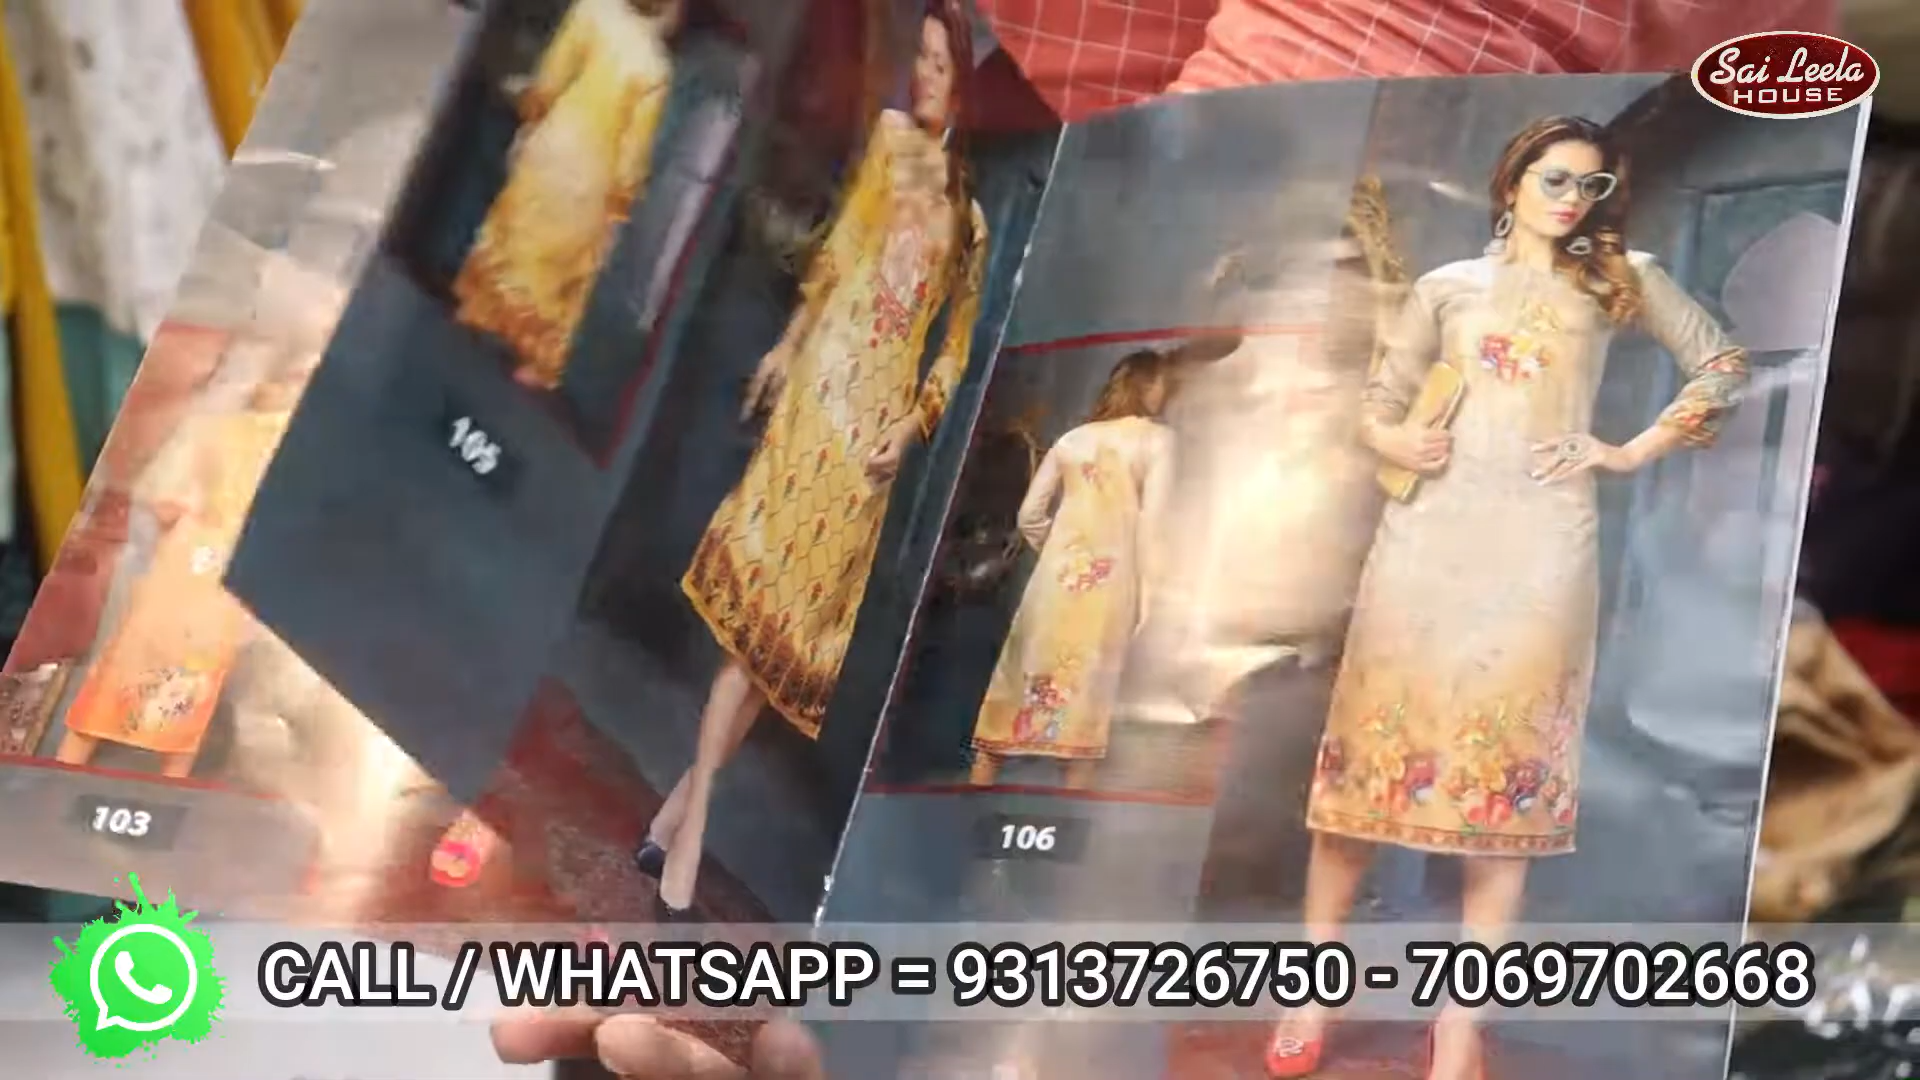 Sai Leela
HOUSE
105
103
106
CALL / WHATSAPP = 9313726750 - 7069702668